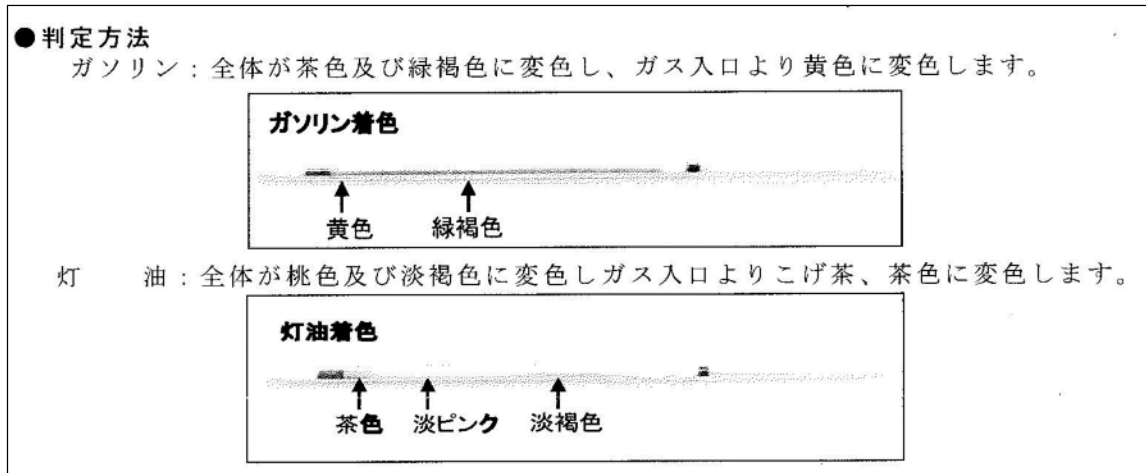 ●判定方法
ガソリン：全体が茶色及び緑褐色に変色し、ガス入口より黄色に変色します。
ガソリン着色
黄色 緑褐色
灯 油：全体が桃色及び淡褐色に変色しガス入口よりこげ茶、茶色に変色します。
灯油着色
茶色 淡ピンク 淡褐色